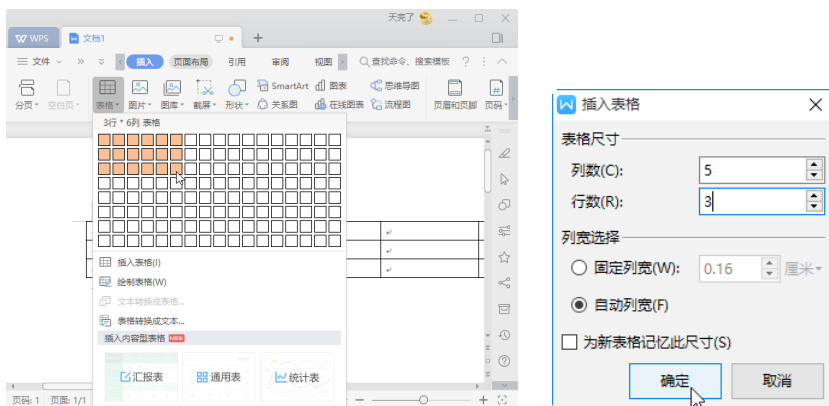 天亮了
WPS 文档1
文件 插入 页面布局 引用 审阅 视图 查找命令、搜索模板
SmartArt 图表 思维导图
分页 空白页 表格 图片 图库 截屏 形状 关系图 在线图表 流程图 页眉和页脚 页码
3行 * 6列 表格
插入表格(I)
绘制表格(W)
文本转换成表格...
表格转换成文本...
插入内容型表格 NEW
汇报表 通用表 统计表
页码: 1 页面: 1/1
插入表格
表格尺寸
列数(C): 5
行数(R): 3
列宽选择
固定列宽(W): 0.16 厘米
自动列宽(F)
为新表格记忆此尺寸(S)
确定 取消